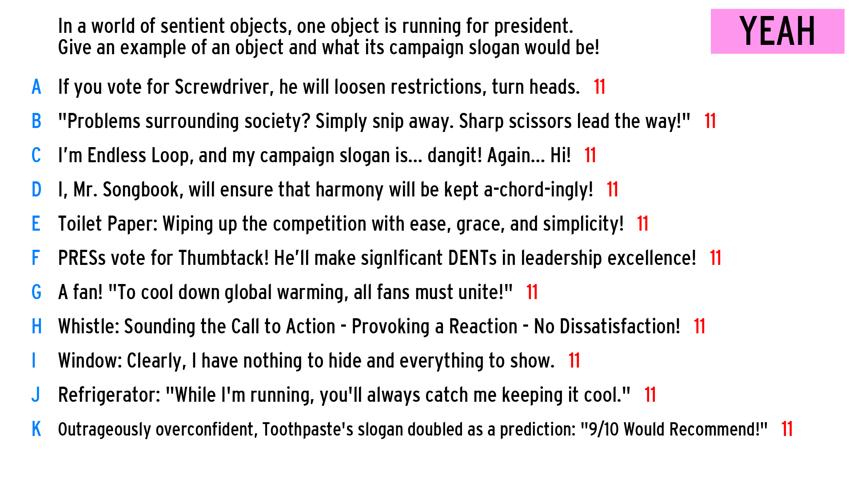 In a world of sentient objects, one object is running for president.
Give an example of an object and what its campaign slogan would be!
YEAH
A If you vote for Screwdriver, he will loosen restrictions, turn heads. 11
B "Problems surrounding society? Simply snip away. Sharp scissors lead the way!" 11
C I'm Endless Loop, and my campaign slogan is... dangit! Again... Hi! 11
D I, Mr. Songbook, will ensure that harmony will be kept a-chord-ingly! 11
E Toilet Paper: Wiping up the competition with ease, grace, and simplicity! 11
F PRESs vote for Thumbtack! He'll make signIficant DENTs in leadership excellence! 11
G A fan! "To cool down global warming, all fans must unite!" 11
H Whistle: Sounding the Call to Action - Provoking a Reaction - No Dissatisfaction! 11
I Window: Clearly, I have nothing to hide and everything to show. 11
J Refrigerator: "While I'm running, you'll always catch me keeping it cool." 11
K Outrageously overconfident, Toothpaste's slogan doubled as a prediction: "9/10 Would Recommend!" 11